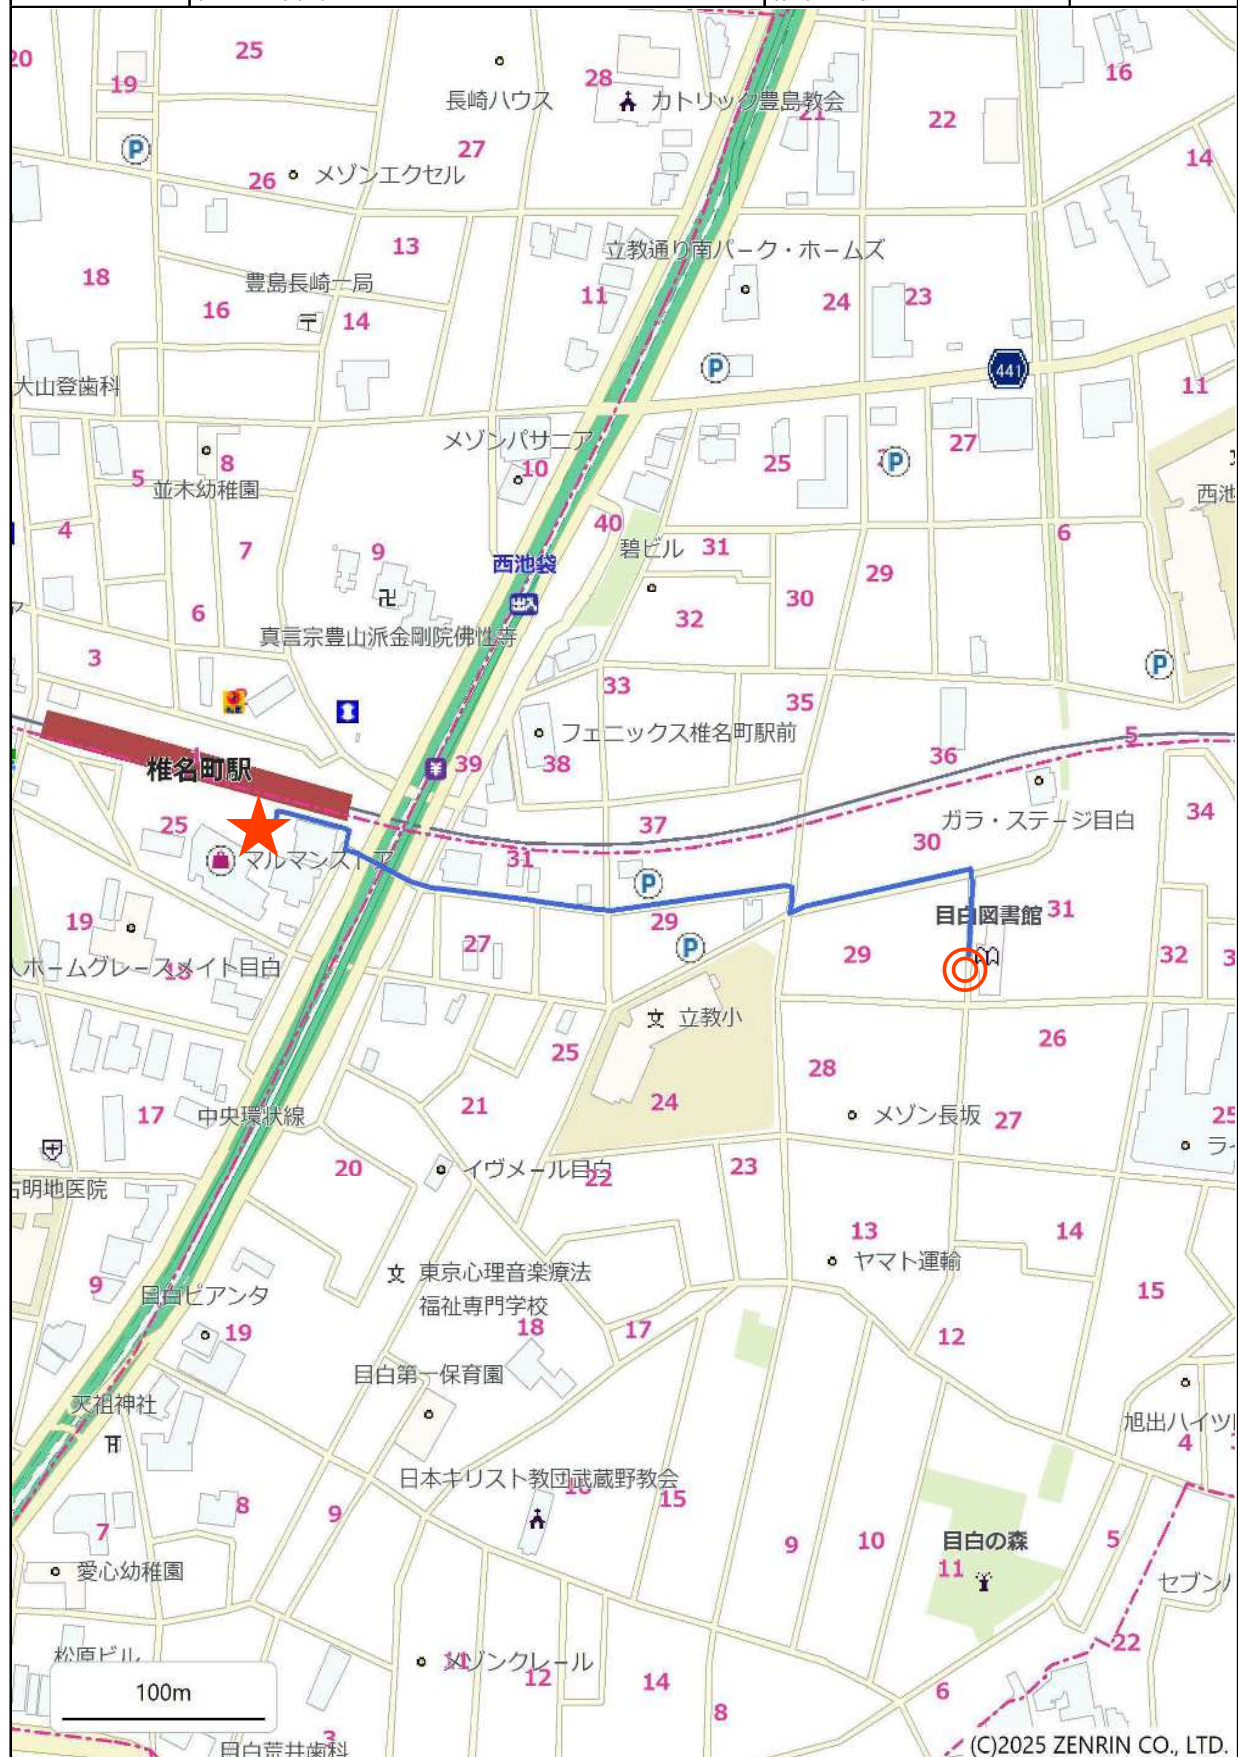 25
20
19
28
16
長崎ハウス
カトリック豊島教会
21
22
P
27
14
26
メゾンエクセル
13
立教通り南パーク・ホームズ
18
豊島長崎一局
11
24
23
16
〒
14
P
441
大山登歯科
11
メゾンパサニア
27
8
10
25
P
5
並木幼稚園
西池
40
4
碧ビル
31
6
7
9
西池袋
29
出入
卍
30
6
32
真言宗豊山派金剛院佛性寺
3
P
33
35
フェニックス椎名町駅前
5
椎名町駅
¥
39
38
36
34
25
37
ガラ・ステージ目白
30
マルマンストア
31
P
19
29
目白図書館
31
27
P
29
32
ホームグレースメイト目白
文
立教小
25
26
28
17
中央環状線
21
24
メゾン長坂
27
25
ラ
20
イヴメール目白
22
23
石明地医院
13
14
ヤマト運輸
文
東京心理音楽療法
福祉専門学校
9
目白ピアンタ
15
19
18
17
12
目白第一保育園
天祖神社
旭出ハイツ
4
日本キリスト教団武蔵野教会
15
8
9
7
9
10
目白の森
5
11
愛心幼稚園
セブン
22
松原ビル
メゾンクレール
12
14
6
100m
8
3
目白荒井歯科
(C)2025 ZENRIN CO., LTD.